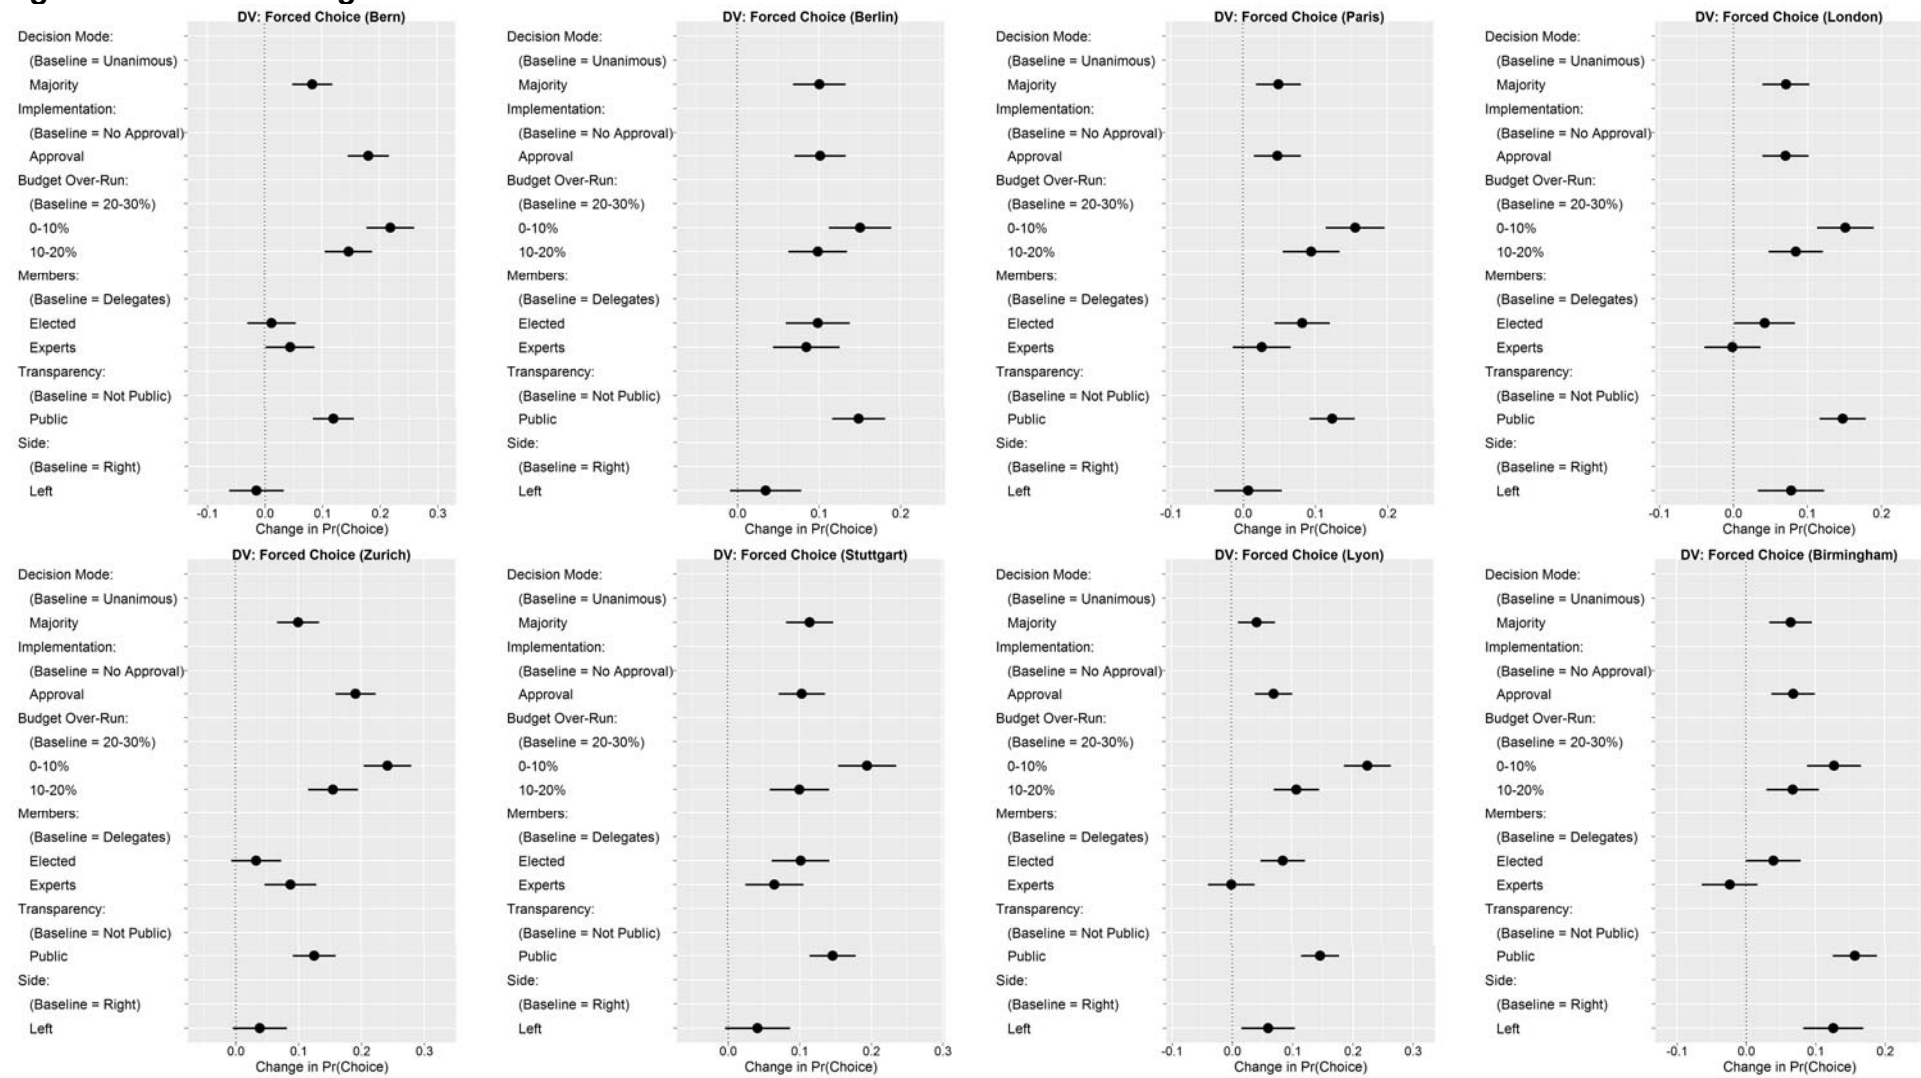 DV: Forced Choice (Bern)
Decision Mode:
(Baseline = Unanimous)
Majority
Implementation:
(Baseline = No Approval)
Approval
Budget Over-Run:
(Baseline = 20-30%)
0-10%
10-20%
Members:
(Baseline = Delegates)
Elected
Experts
Transparency:
(Baseline = Not Public)
Public
Side:
(Baseline = Right)
Left
-0.1 0.0 0.1 0.2 0.3
Change in Pr(Choice)
DV: Forced Choice (Berlin)
Decision Mode:
(Baseline = Unanimous)
Majority
Implementation:
(Baseline = No Approval)
Approval
Budget Over-Run:
(Baseline = 20-30%)
0-10%
10-20%
Members:
(Baseline = Delegates)
Elected
Experts
Transparency:
(Baseline = Not Public)
Public
Side:
(Baseline = Right)
Left
0.0 0.1 0.2
Change in Pr(Choice)
DV: Forced Choice (Paris)
Decision Mode:
(Baseline = Unanimous)
Majority
Implementation:
(Baseline = No Approval)
Approval
Budget Over-Run:
(Baseline = 20-30%)
0-10%
10-20%
Members:
(Baseline = Delegates)
Elected
Experts
Transparency:
(Baseline = Not Public)
Public
Side:
(Baseline = Right)
Left
-0.1 0.0 0.1 0.2
Change in Pr(Choice)
DV: Forced Choice (London)
Decision Mode:
(Baseline = Unanimous)
Majority
Implementation:
(Baseline = No Approval)
Approval
Budget Over-Run:
(Baseline = 20-30%)
0-10%
10-20%
Members:
(Baseline = Delegates)
Elected
Experts
Transparency:
(Baseline = Not Public)
Public
Side:
(Baseline = Right)
Left
-0.1 0.0 0.1 0.2
Change in Pr(Choice)
DV: Forced Choice (Zurich)
Decision Mode:
(Baseline = Unanimous)
Majority
Implementation:
(Baseline = No Approval)
Approval
Budget Over-Run:
(Baseline = 20-30%)
0-10%
10-20%
Members:
(Baseline = Delegates)
Elected
Experts
Transparency:
(Baseline = Not Public)
Public
Side:
(Baseline = Right)
Left
0.0 0.1 0.2 0.3
Change in Pr(Choice)
DV: Forced Choice (Stuttgart)
Decision Mode:
(Baseline = Unanimous)
Majority
Implementation:
(Baseline = No Approval)
Approval
Budget Over-Run:
(Baseline = 20-30%)
0-10%
10-20%
Members:
(Baseline = Delegates)
Elected
Experts
Transparency:
(Baseline = Not Public)
Public
Side:
(Baseline = Right)
Left
0.0 0.1 0.2 0.3
Change in Pr(Choice)
DV: Forced Choice (Lyon)
Decision Mode:
(Baseline = Unanimous)
Majority
Implementation:
(Baseline = No Approval)
Approval
Budget Over-Run:
(Baseline = 20-30%)
0-10%
10-20%
Members:
(Baseline = Delegates)
Elected
Experts
Transparency:
(Baseline = Not Public)
Public
Side:
(Baseline = Right)
Left
-0.1 0.0 0.1 0.2 0.3
Change in Pr(Choice)
DV: Forced Choice (Birmingham)
Decision Mode:
(Baseline = Unanimous)
Majority
Implementation:
(Baseline = No Approval)
Approval
Budget Over-Run:
(Baseline = 20-30%)
0-10%
10-20%
Members:
(Baseline = Delegates)
Elected
Experts
Transparency:
(Baseline = Not Public)
Public
Side:
(Baseline = Right)
Left
-0.1 0.0 0.1 0.2
Change in Pr(Choice)